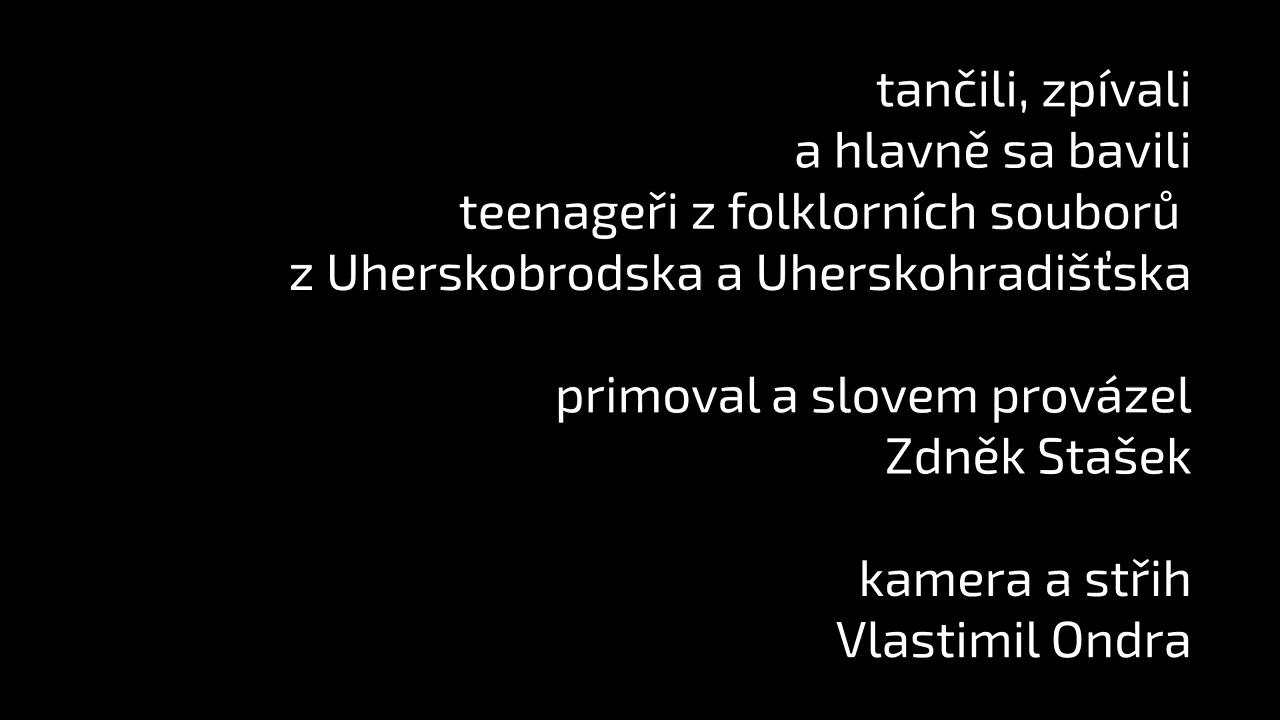 tančili, zpívali
a hlavně sa bavili
teenageři z folklorních souborů
z Uherskobrodska a Uherskohradišťska
primoval a slovem provázel
Zdněk Stašek
kamera a střih
Vlastimil Ondra